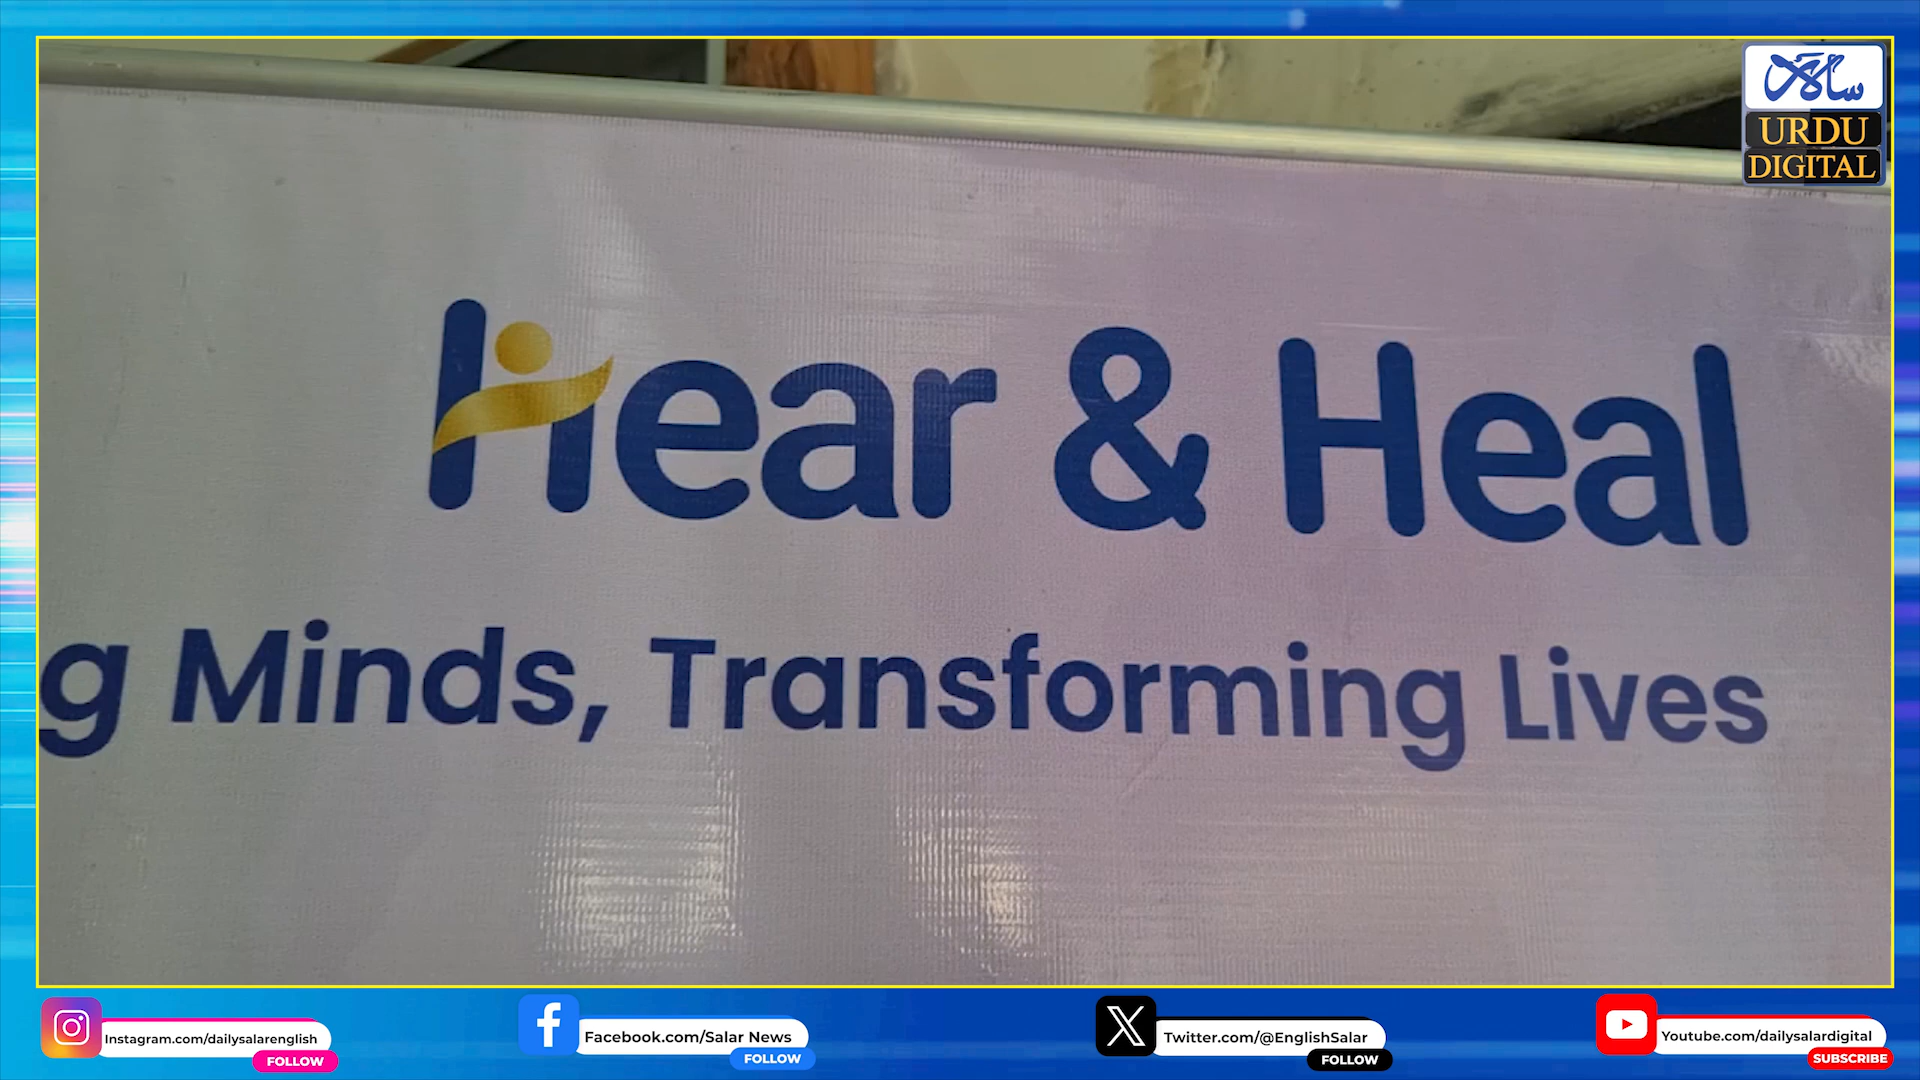 سالار
URDU
DIGITAL
Hear & Heal
g Minds, Transforming Lives
Instagram.com/dailysalarenglish
FOLLOW
Facebook.com/Salar News
FOLLOW
Twitter.com/@EnglishSalar
FOLLOW
Youtube.com/dailysalardigital
SUBSCRIBE